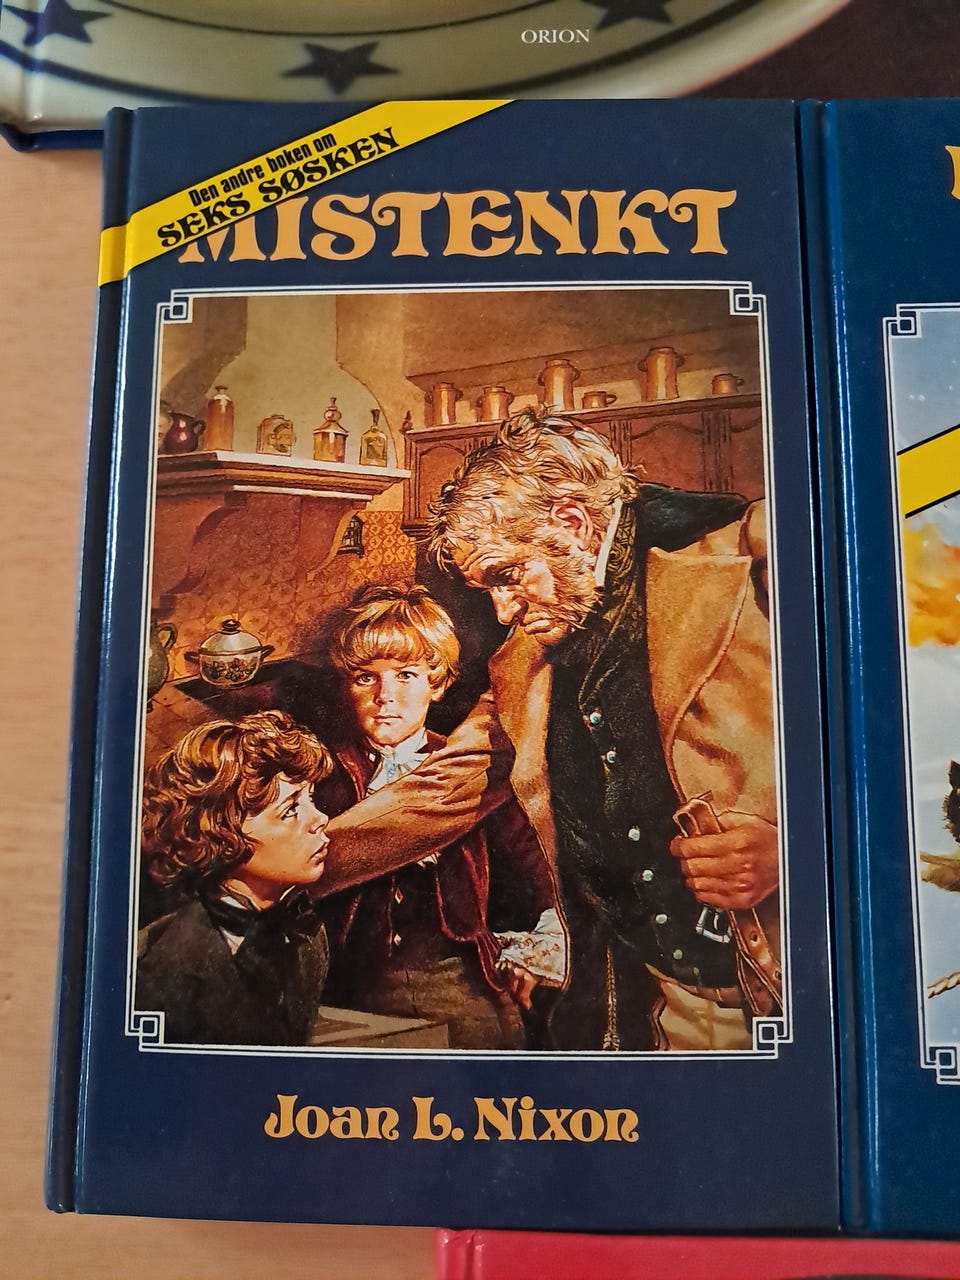 ORION
Den andre boken om
SEKS SØSKEN
MISTENKT
Joan L. Nixon